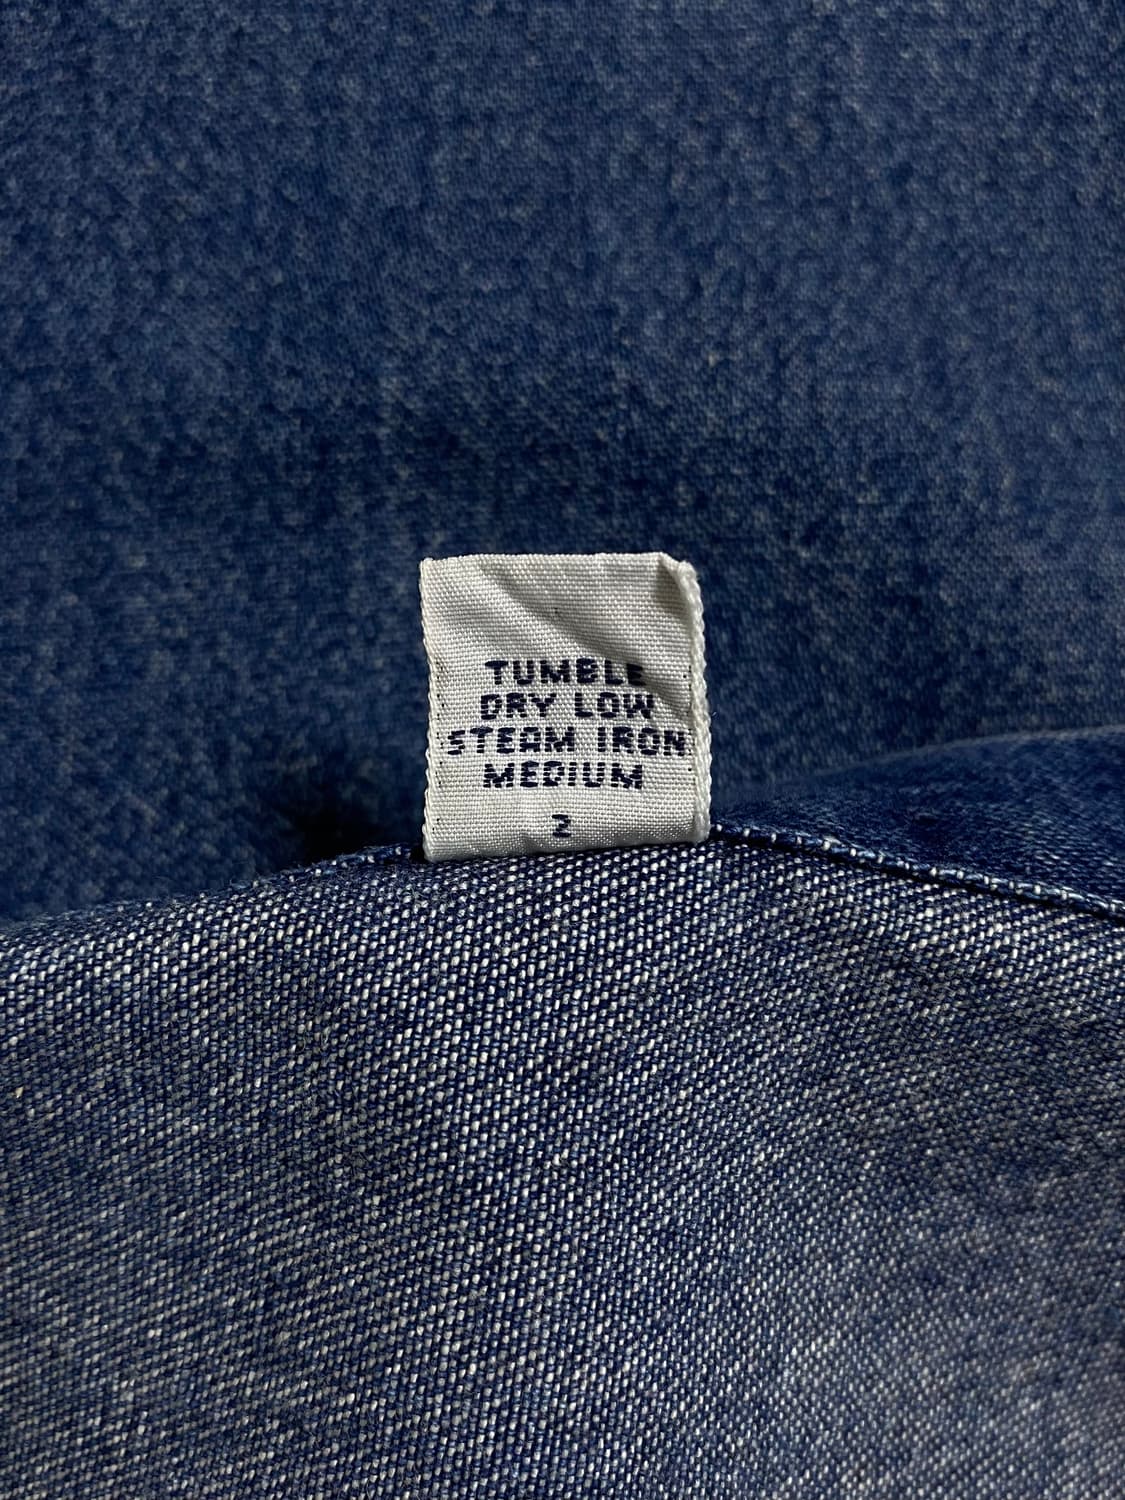 TUMBLE
DRY LOW
STEAM IRON
MEDIUM
2